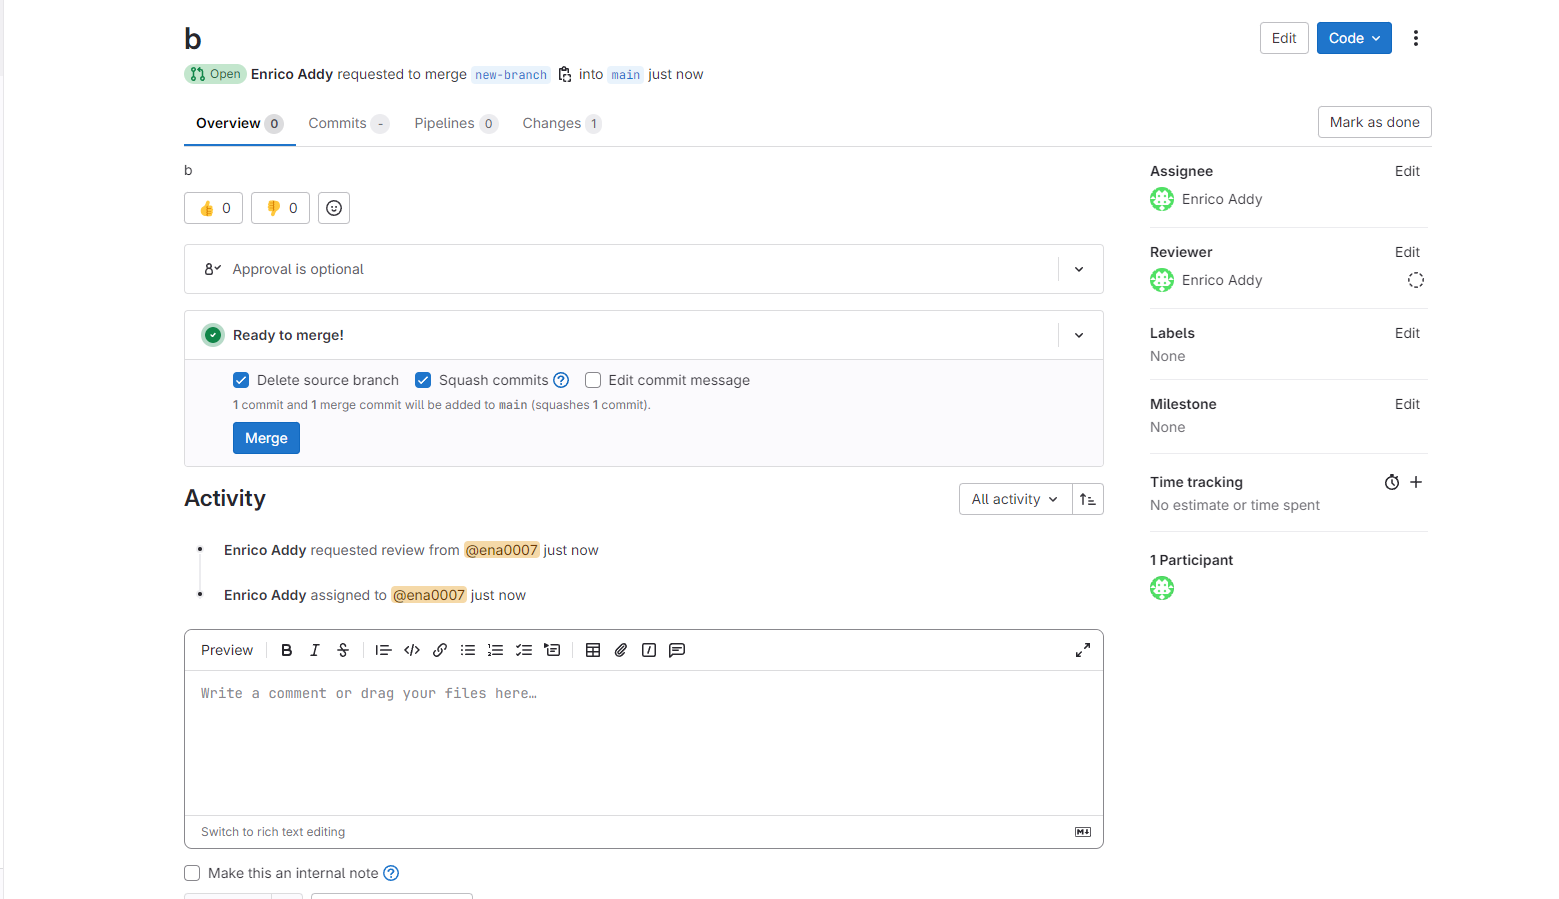 b
Edit
Code
Open Enrico Addy requested to merge new-branch into main just now
Overview 0 Commits - Pipelines 0 Changes 1
Mark as done
b
0 0
Approval is optional
Ready to merge!
Delete source branch Squash commits Edit commit message
1 commit and 1 merge commit will be added to main (squashes 1 commit).
Merge
Activity
All activity
Enrico Addy requested review from @ena0007 just now
Enrico Addy assigned to @ena0007 just now
Preview
Write a comment or drag your files here…
Switch to rich text editing
Make this an internal note
Assignee Edit
Enrico Addy
Reviewer Edit
Enrico Addy
Labels Edit
None
Milestone Edit
None
Time tracking
No estimate or time spent
1 Participant